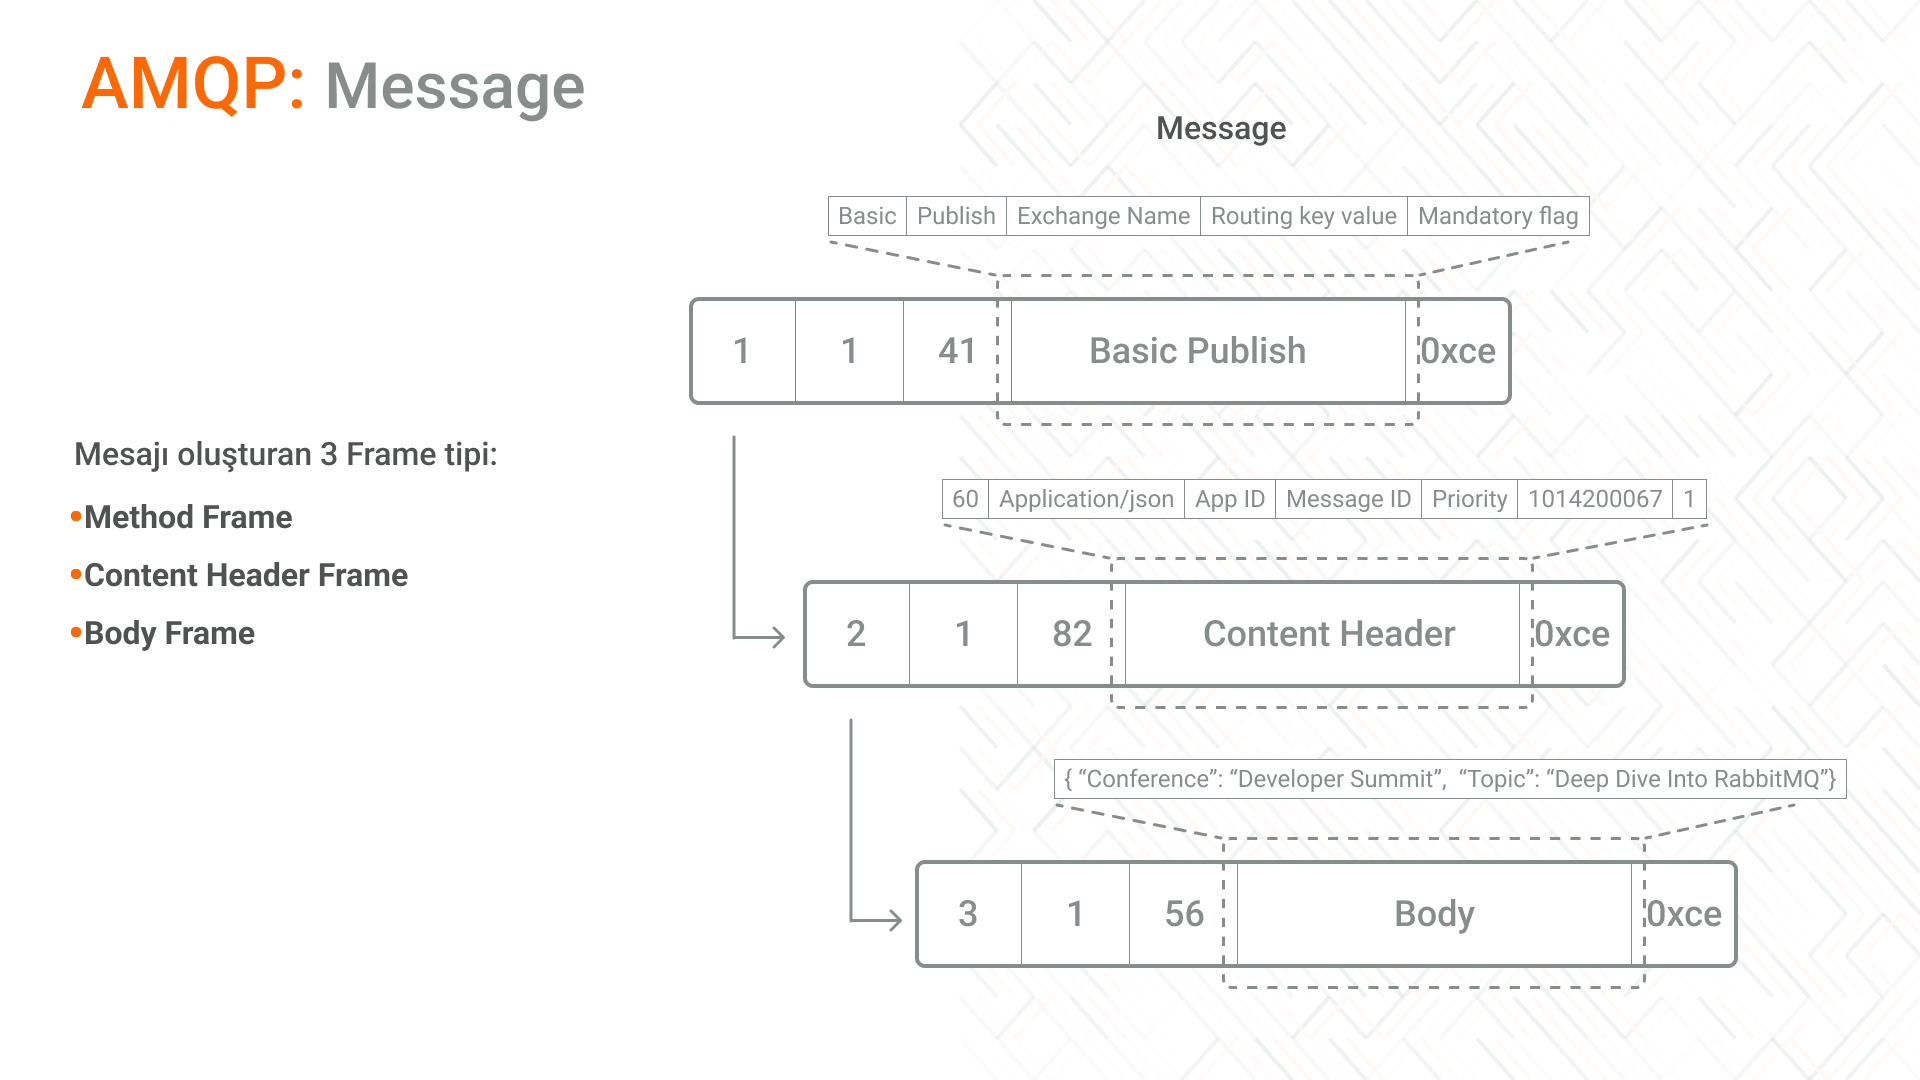 AMQP: Message
Message
Basic Publish Exchange Name Routing key value Mandatory flag
1 1 41 Basic Publish 0xce
Mesajı oluşturan 3 Frame tipi:
•Method Frame
•Content Header Frame
•Body Frame
60 Application/json App ID Message ID Priority 1014200067 1
2 1 82 Content Header 0xce
{ “Conference”: “Developer Summit”, “Topic”: “Deep Dive Into RabbitMQ”}
3 1 56 Body 0xce